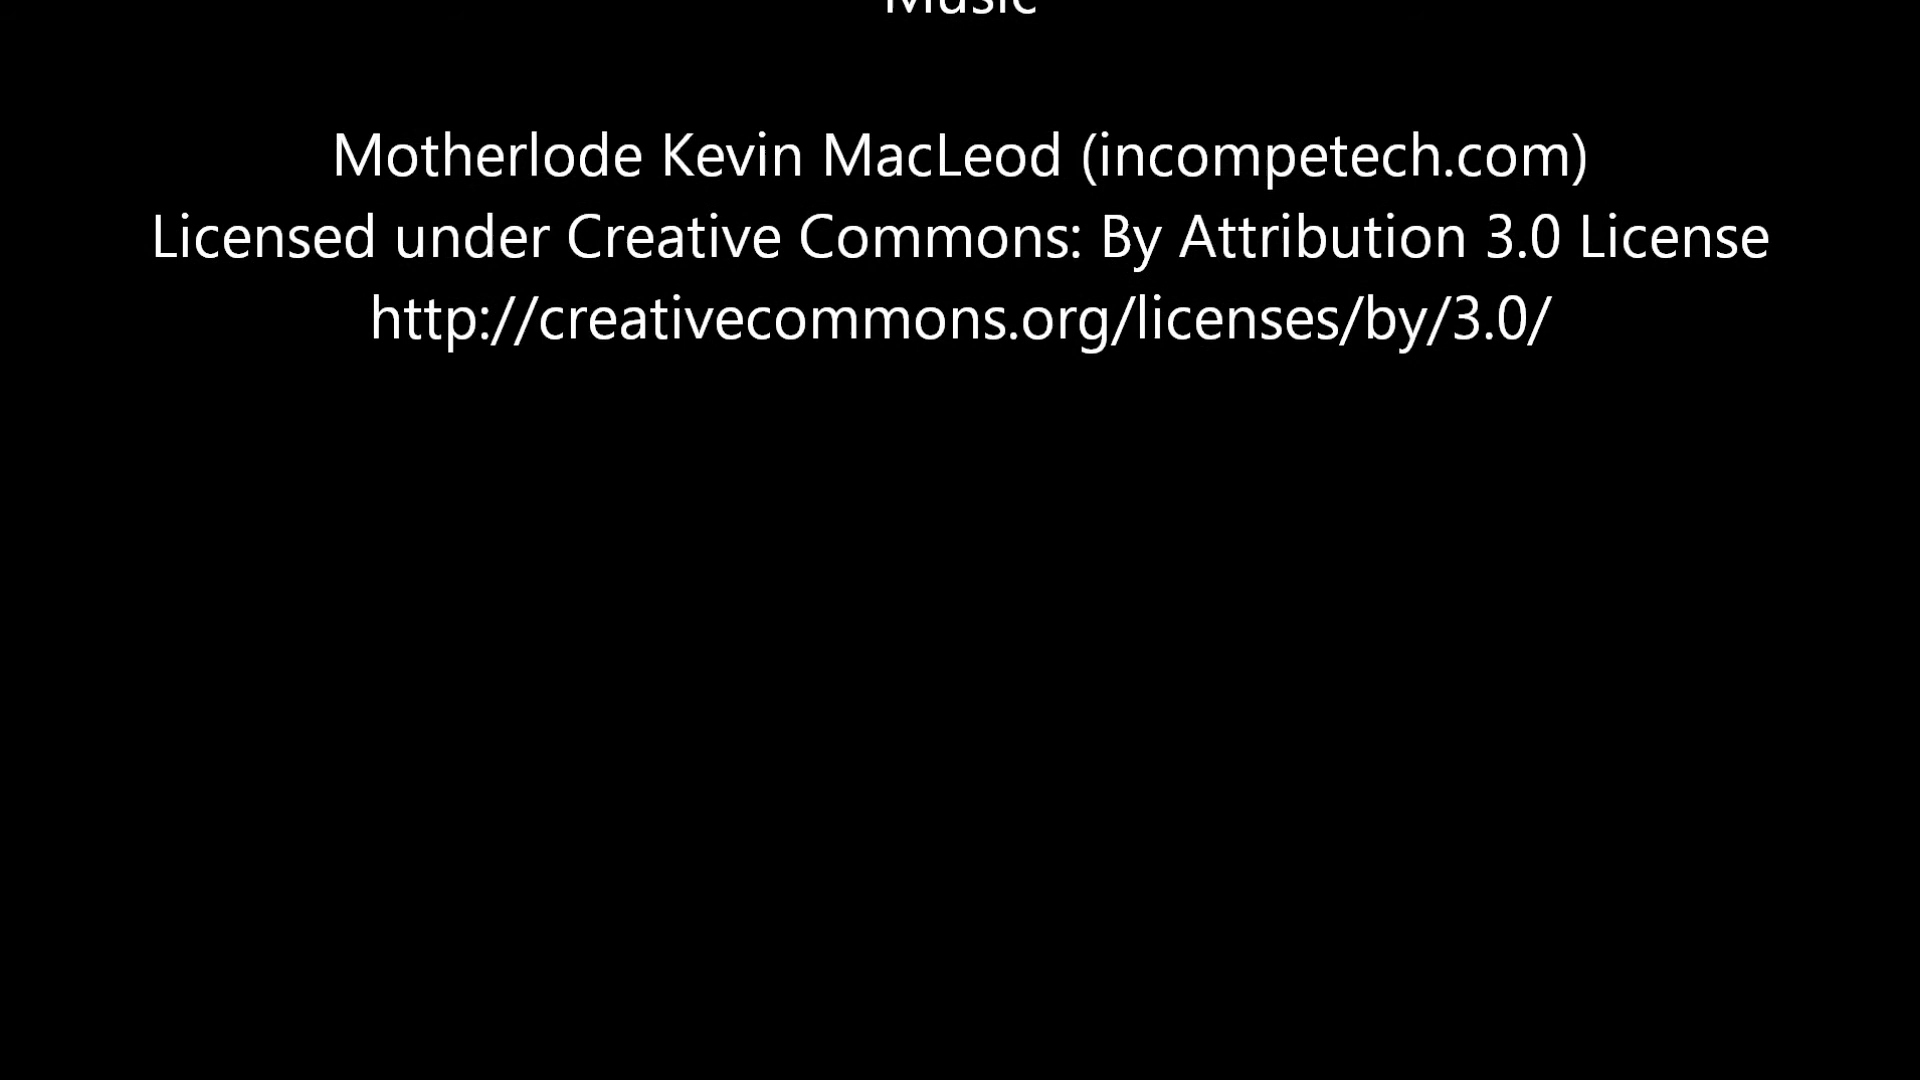 Music
Motherlode Kevin MacLeod (incompetech.com)
Licensed under Creative Commons: By Attribution 3.0 License
http://creativecommons.org/licenses/by/3.0/